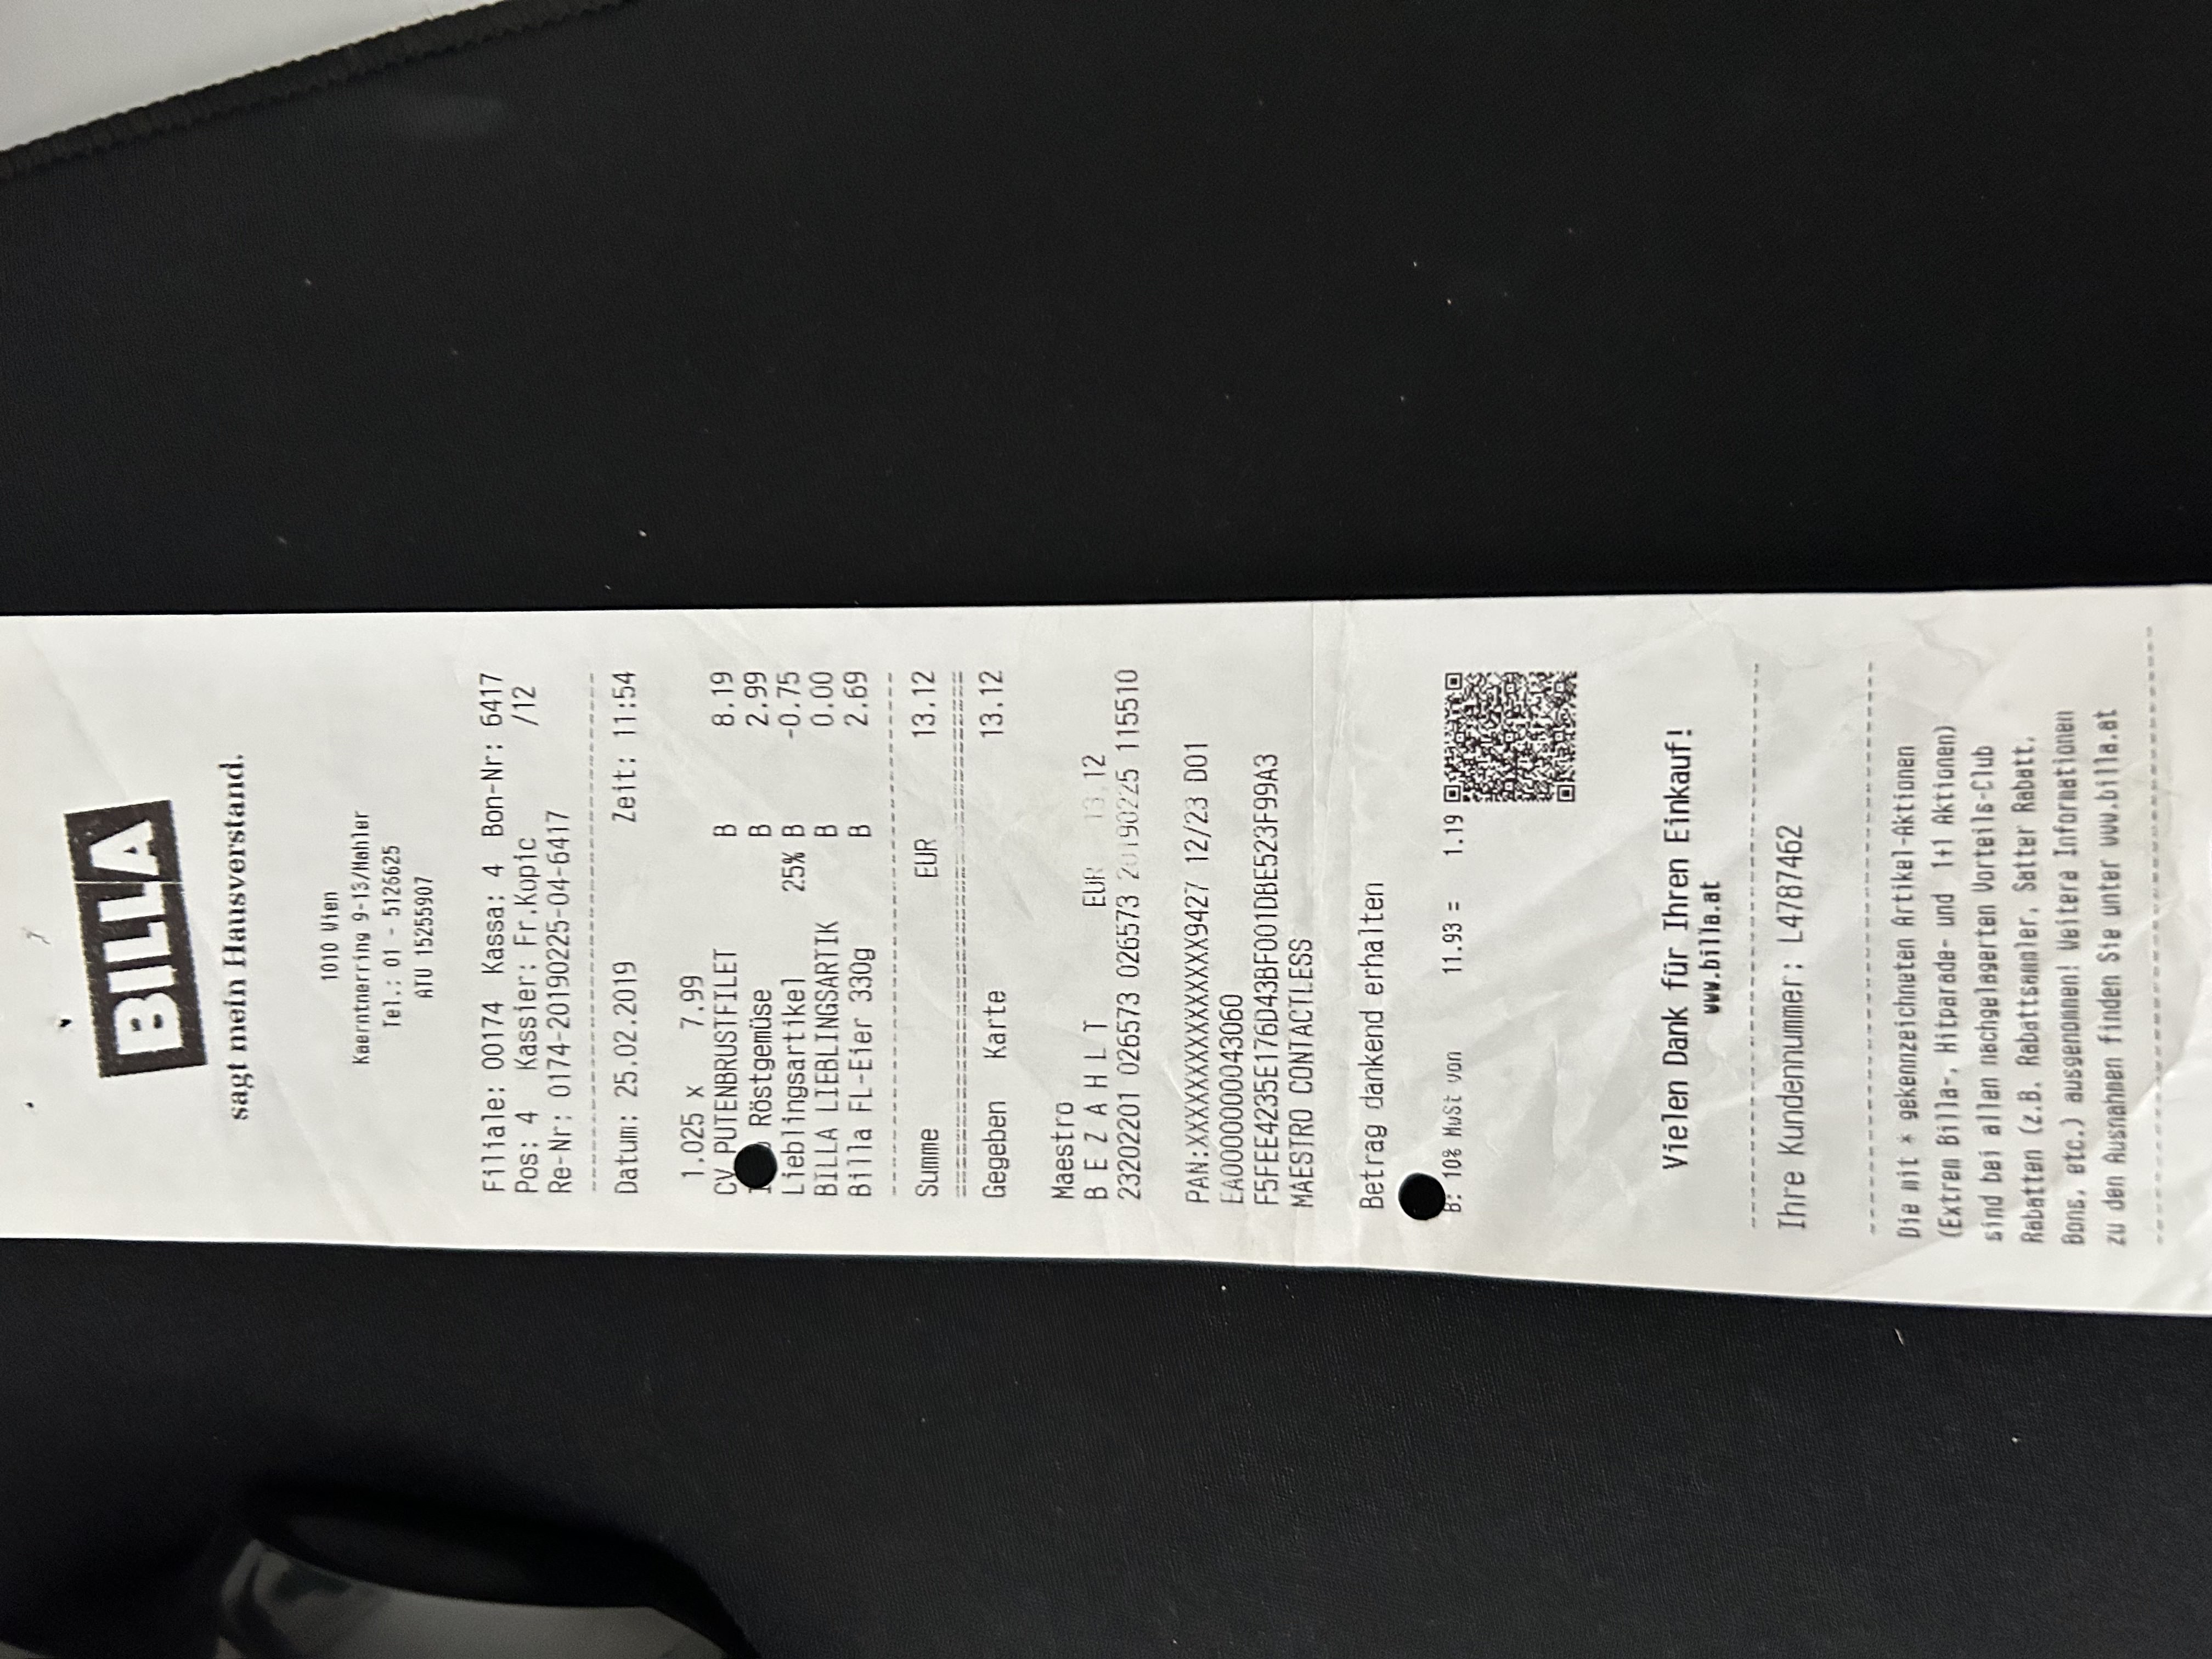 BILLA
sagt mein Hausverstand.
1010 Wien
Kaerntnerring 9-13/Mahler
Tel.: 01 - 5126625
ATU 15255907
Filiale: 00174 Kassa: 4 Bon-Nr: 6417
Pos: 4 Kassier: Fr.Kopic /12
Re-Nr: 0174-20190225-04-6417
Datum: 25.02.2019 Zeit: 11:54
1.025 x 7.99
CV PUTENBRUSTFILET B 8.19
Röstgemüse B 2.99
Lieblingsartikel 25% B -0.75
BILLA LIEBLINGSARTIK B 0.00
Billa FL-Eier 330g B 2.69
Summe EUR 13.12
Gegeben Karte 13.12
Maestro
B E Z A H L T EUR 13.12
23202201 026573 026573 20190225 115510
PAN:XXXXXXXXXXXXXXX9427 12/23 D01
EA0000000043060
F5FEE4235E176D43BF001DBE523F99A3
MAESTRO CONTACTLESS
Betrag dankend erhalten
B: 10% MwSt von 11.93 = 1.19
Vielen Dank für Ihren Einkauf!
www.billa.at
Ihre Kundennummer: L4787462
Die mit * gekennzeichneten Artikel-Aktionen
(Extrem Billa-, Hitparade- und 1+1 Aktionen)
sind bei allen nachgelagerten Vorteils-Club
Rabatten (z.B. Rabattsammler, Satter Rabatt,
Bons, etc.) ausgenommen! Weitere Informationen
zu den Ausnahmen finden Sie unter www.billa.at